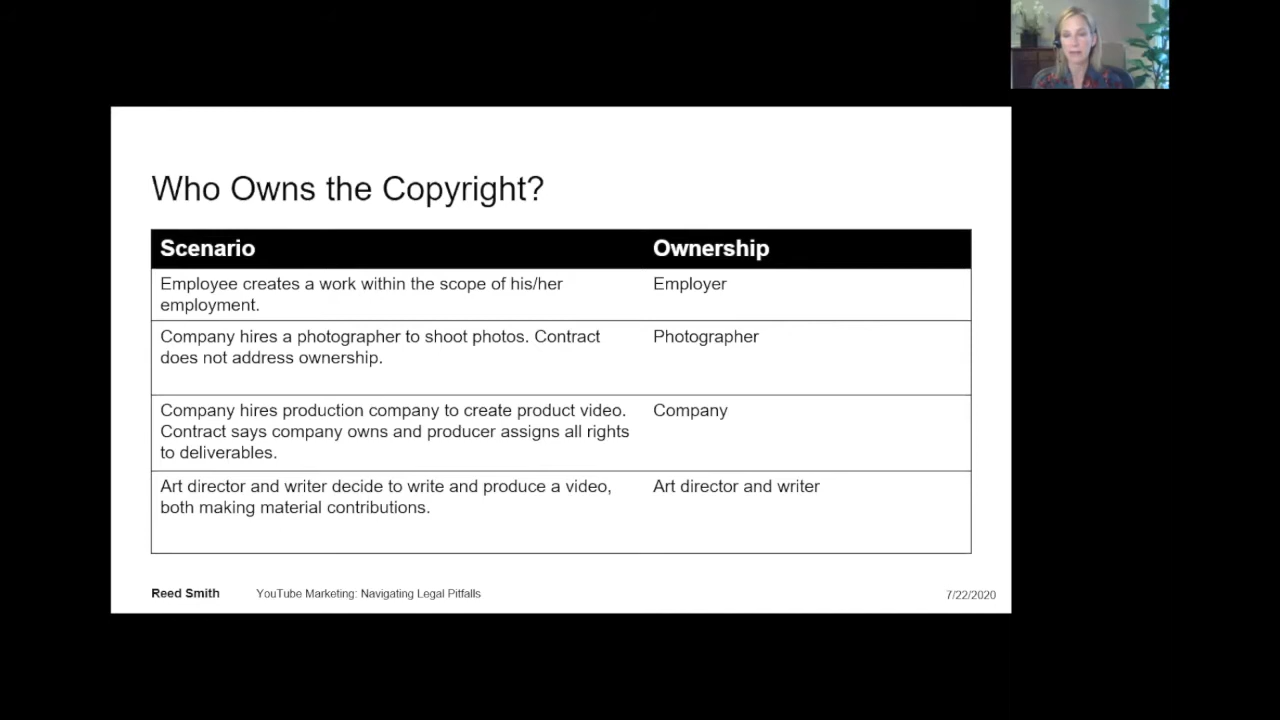 Who Owns the Copyright?
Scenario
Ownership
Employee creates a work within the scope of his/her
employment.
Employer
Company hires a photographer to shoot photos. Contract
does not address ownership.
Photographer
Company hires production company to create product video.
Contract says company owns and producer assigns all rights
to deliverables.
Company
Art director and writer decide to write and produce a video,
both making material contributions.
Art director and writer
Reed Smith
YouTube Marketing: Navigating Legal Pitfalls
7/22/2020